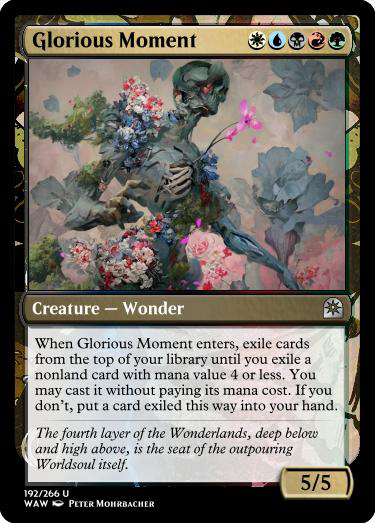 Glorious Moment
Creature — Wonder
When Glorious Moment enters, exile cards
from the top of your library until you exile a
nonland card with mana value 4 or less. You
may cast it without paying its mana cost. If you
don't, put a card exiled this way into your hand.
The fourth layer of the Wonderlands, deep below
and high above, is the seat of the outpouring
Worldsoul itself.
5/5
192/266 U
WAW Peter Mohrbacher